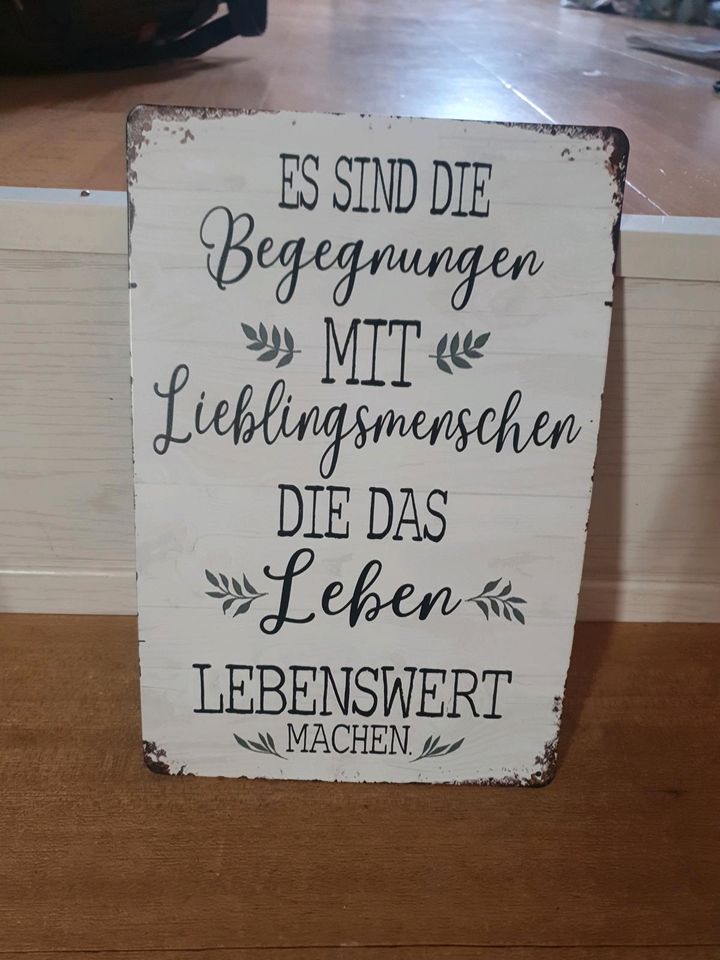 ES SIND DIE
Begegnungen
MIT
Lieblingsmenschen
DIE DAS
Leben
LEBENSWERT
MACHEN.